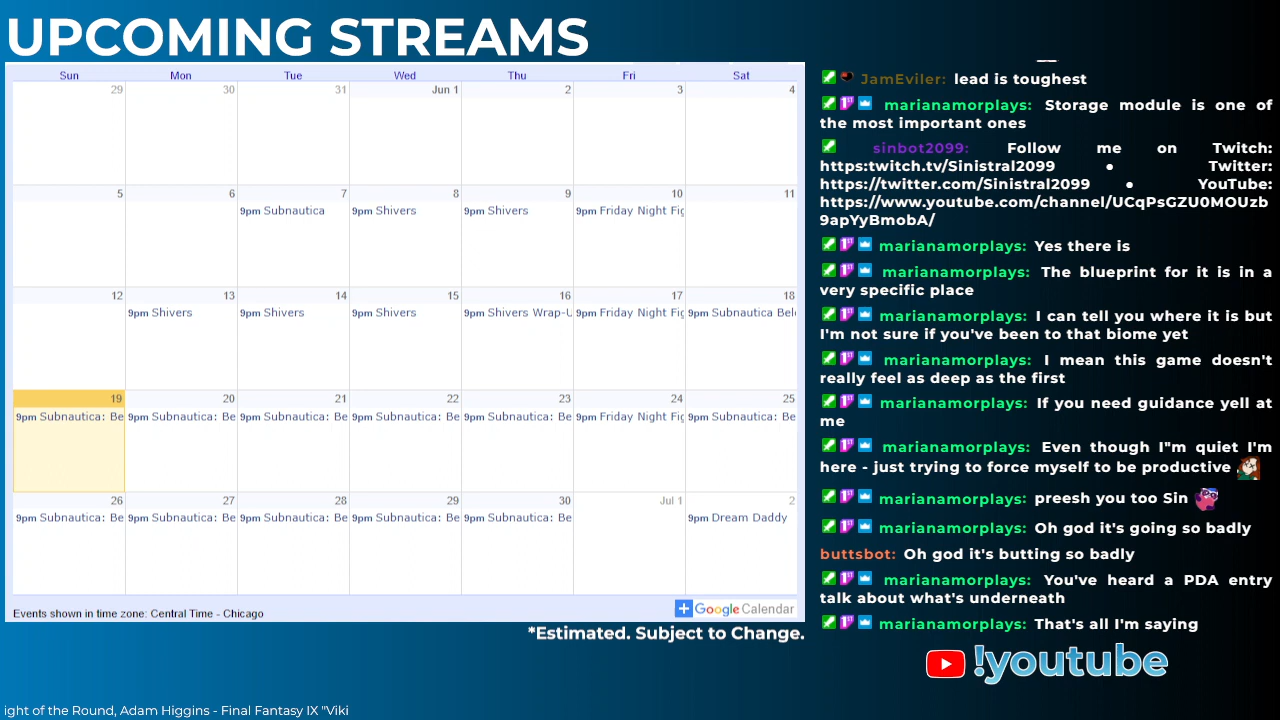 UPCOMING STREAMS
Sun Mon Tue Wed Thu Fri Sat
29 30 31 Jun 1 2 3 4
5 6 7 8 9 10 11
9pm Subnautica 9pm Shivers 9pm Shivers 9pm Friday Night Fig
12 13 14 15 16 17 18
9pm Shivers 9pm Shivers 9pm Shivers 9pm Shivers Wrap-U 9pm Friday Night Fig 9pm Subnautica Bel
19 20 21 22 23 24 25
9pm Subnautica: Be 9pm Subnautica: Be 9pm Subnautica: Be 9pm Subnautica: Be 9pm Subnautica: Be 9pm Friday Night Fig 9pm Subnautica: Be
26 27 28 29 30 Jul 1 2
9pm Subnautica: Be 9pm Subnautica: Be 9pm Subnautica: Be 9pm Subnautica: Be 9pm Subnautica: Be 9pm Dream Daddy
Events shown in time zone: Central Time - Chicago
Google Calendar
*Estimated. Subject to Change.
JamEviler: lead is toughest
marianamorplays: Storage module is one of
the most important ones
sinbot2099: Follow me on Twitch:
https:twitch.tv/Sinistral2099 • Twitter:
https://twitter.com/Sinistral2099 • YouTube:
https://www.youtube.com/channel/UCqPsGZU0MOUzb
9apYyBmobA/
marianamorplays: Yes there is
marianamorplays: The blueprint for it is in a
very specific place
marianamorplays: I can tell you where it is but
I'm not sure if you've been to that biome yet
marianamorplays: I mean this game doesn't
really feel as deep as the first
marianamorplays: If you need guidance yell at
me
marianamorplays: Even though I"m quiet I'm
here - just trying to force myself to be productive
marianamorplays: preesh you too Sin
marianamorplays: Oh god it's going so badly
buttsbot: Oh god it's butting so badly
marianamorplays: You've heard a PDA entry
talk about what's underneath
marianamorplays: That's all I'm saying
!youtube
ight of the Round, Adam Higgins - Final Fantasy IX "Viki